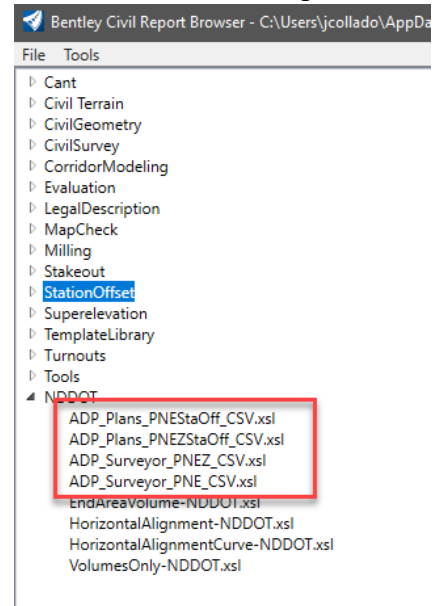 Bentley Civil Report Browser - C:\Users\jcollado\AppDa
File Tools
Cant
Civil Terrain
CivilGeometry
CivilSurvey
CorridorModeling
Evaluation
LegalDescription
MapCheck
Milling
Stakeout
StationOffset
Superelevation
TemplateLibrary
Turnouts
Tools
NDDOT
ADP_Plans_PNEStaOff_CSV.xsl
ADP_Plans_PNEZStaOff_CSV.xsl
ADP_Surveyor_PNEZ_CSV.xsl
ADP_Surveyor_PNE_CSV.xsl
EndAreaVolume-NDDOT.xsl
HorizontalAlignment-NDDOT.xsl
HorizontalAlignmentCurve-NDDOT.xsl
VolumesOnly-NDDOT.xsl